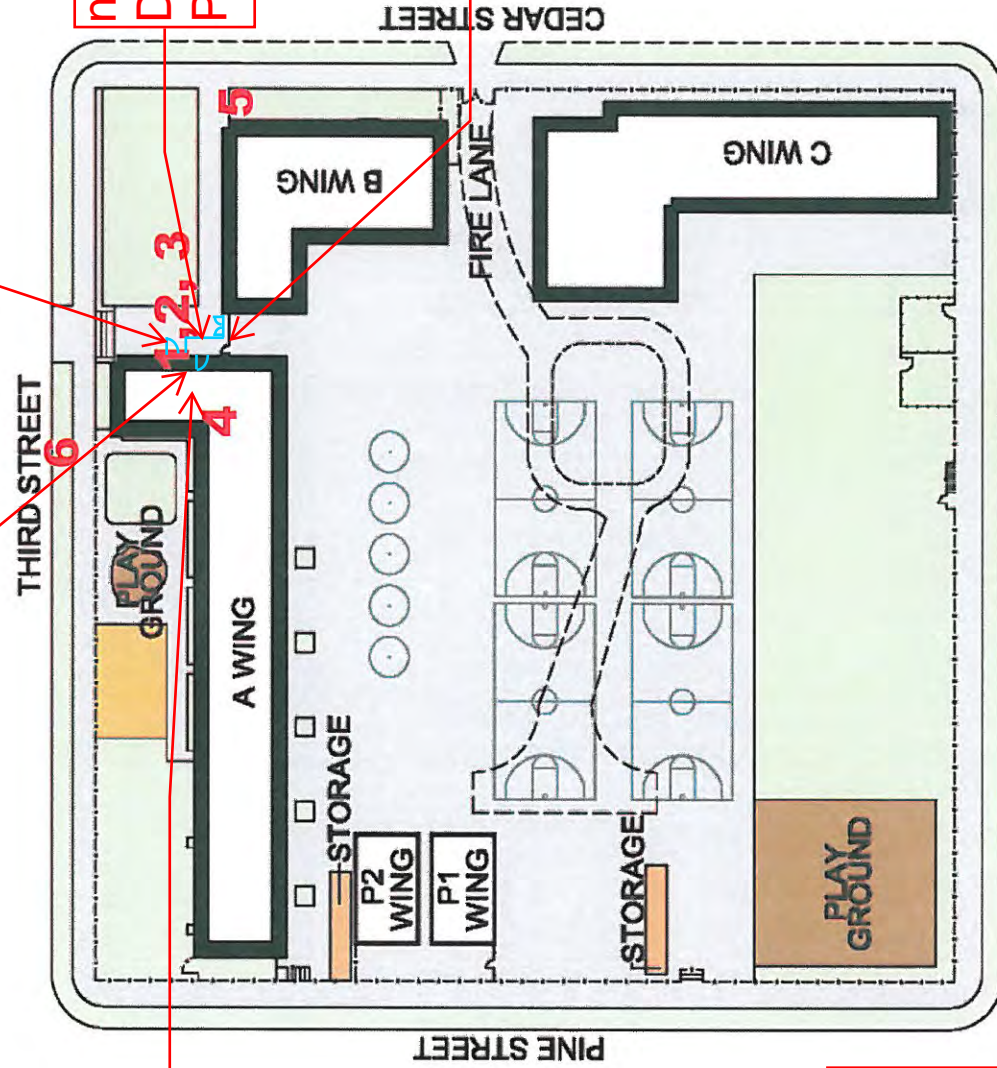 n
D
P
CEDAR STREET
THIRD STREET
6
5
1, 2, 3
4
PLAY
GROUND
B WING
FIRE LANE
C WING
A WING
STORAGE
P2
WING
P1
WING
STORAGE
PLAY
GROUND
PINE STREET